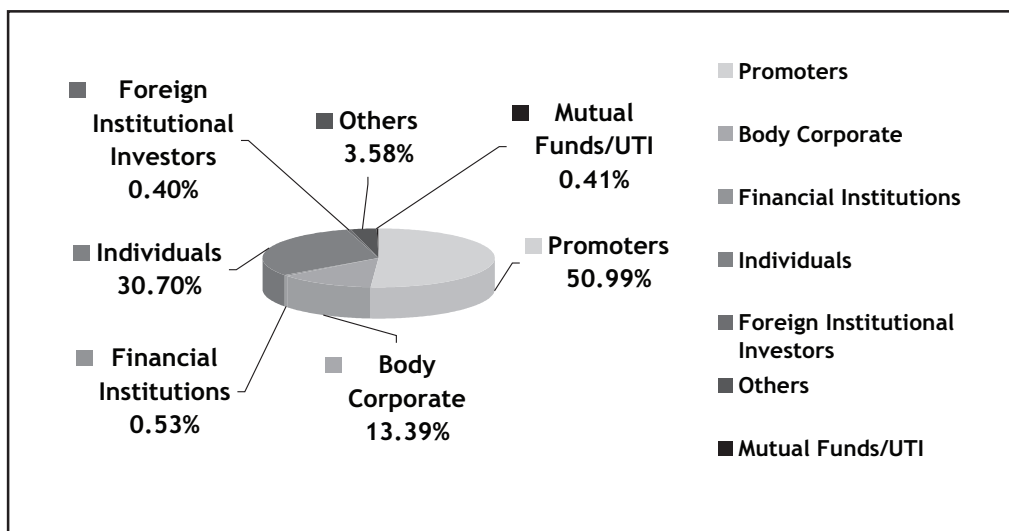 Foreign
Institutional
Investors
0.40%
Others
3.58%
Mutual
Funds/UTI
0.41%
Individuals
30.70%
Promoters
50.99%
Financial
Institutions
0.53%
Body
Corporate
13.39%
Promoters
Body Corporate
Financial Institutions
Individuals
Foreign Institutional
Investors
Others
Mutual Funds/UTI